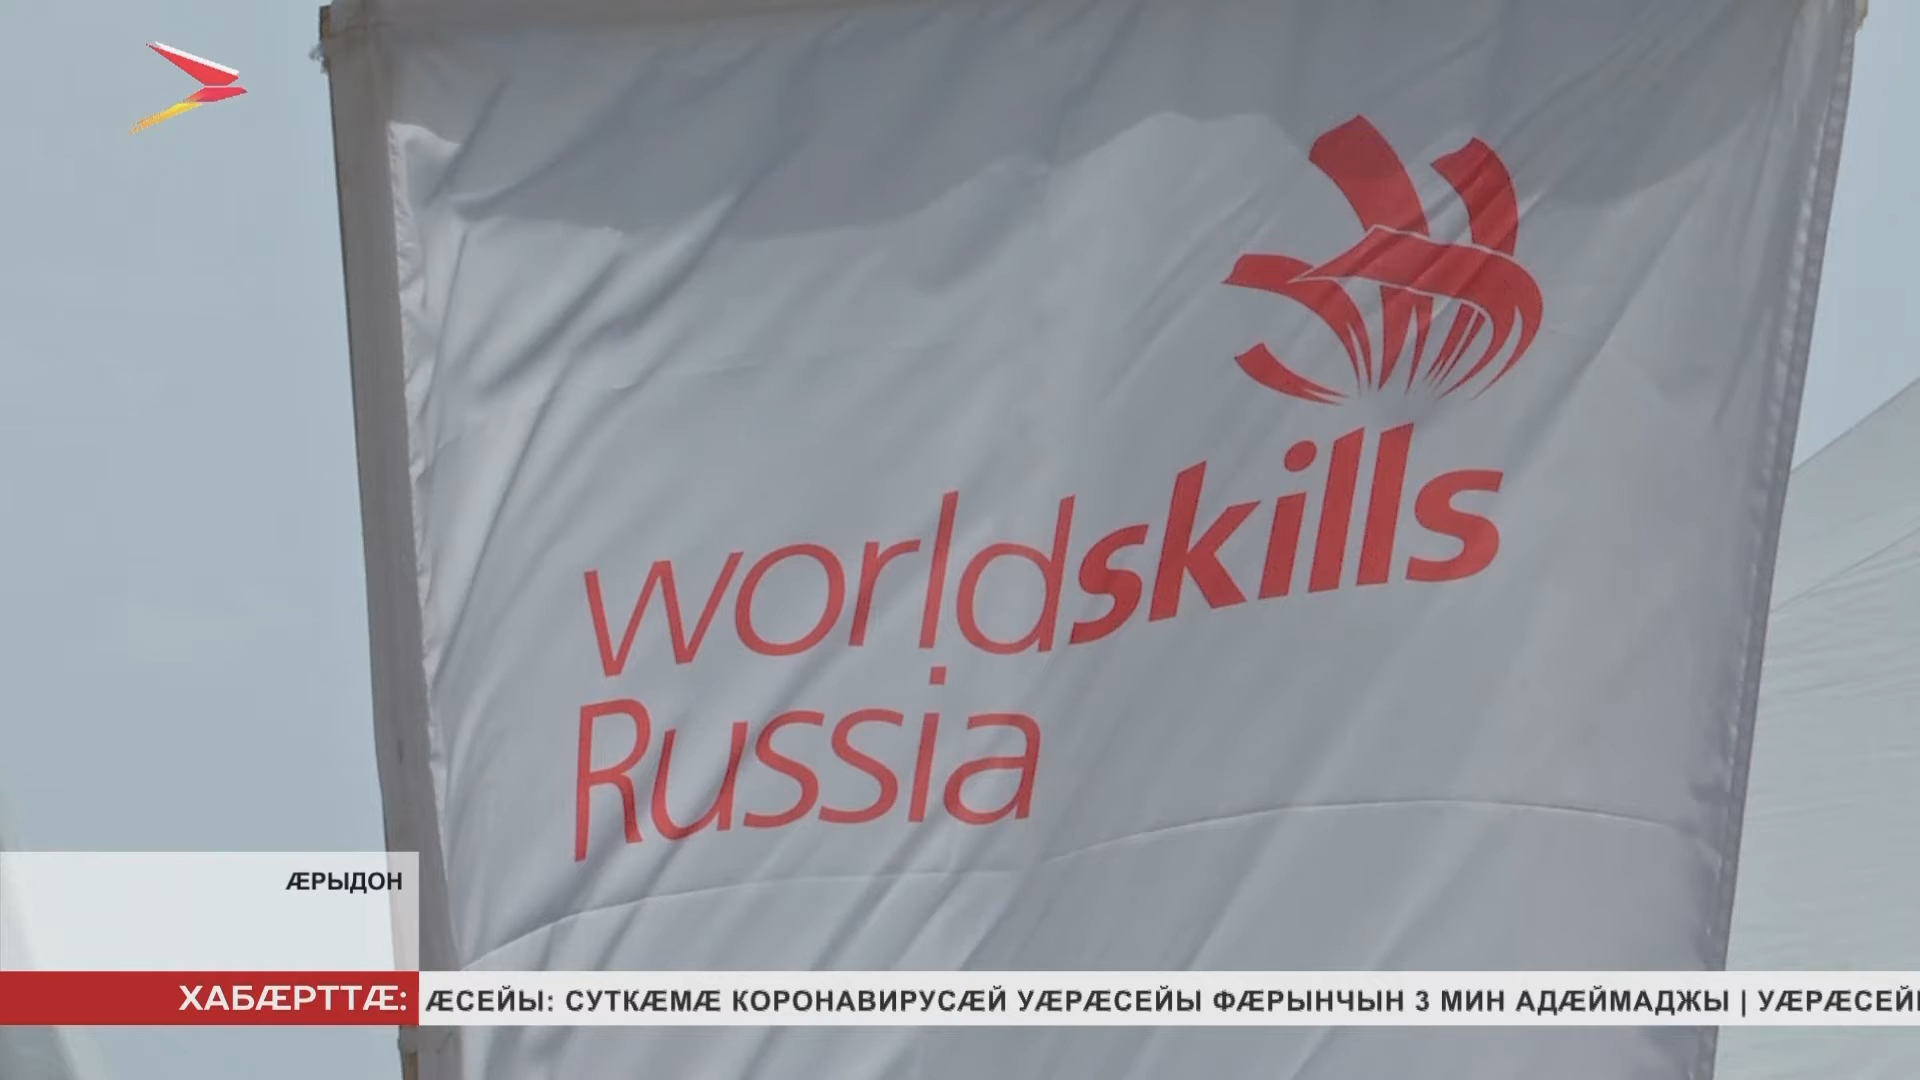 worldskills
Russia
ÆРЫДОН
ХАБÆРТТÆ:
ÆСЕЙЫ: СУТКÆМÆ КОРОНАВИРУСÆЙ УÆРÆСЕЙЫ ФÆРЫНЧЫН 3 МИН АДÆЙМАДЖЫ | УÆРÆСЕЙ